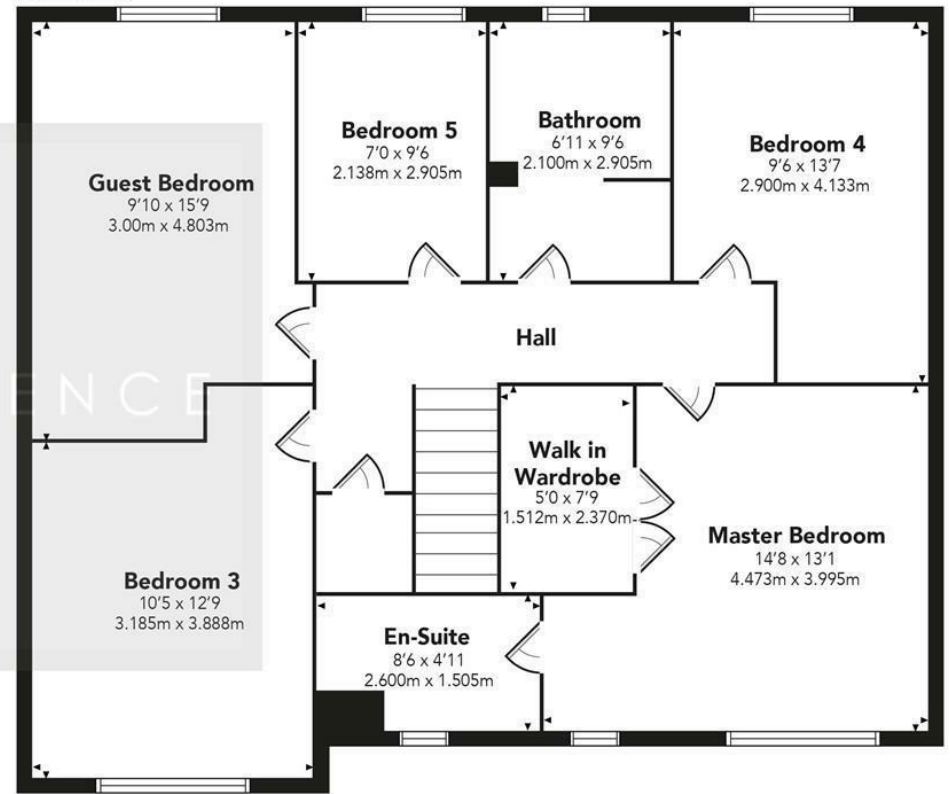 Guest Bedroom
9'10 x 15'9
3.00m x 4.803m
Bedroom 5
7'0 x 9'6
2.138m x 2.905m
Bathroom
6'11 x 9'6
2.100m x 2.905m
Bedroom 4
9'6 x 13'7
2.900m x 4.133m
Hall
ENCE
Walk in
Wardrobe
5'0 x 7'9
1.512m x 2.370m
Master Bedroom
14'8 x 13'1
4.473m x 3.995m
Bedroom 3
10'5 x 12'9
3.185m x 3.888m
En-Suite
8'6 x 4'11
2.600m x 1.505m